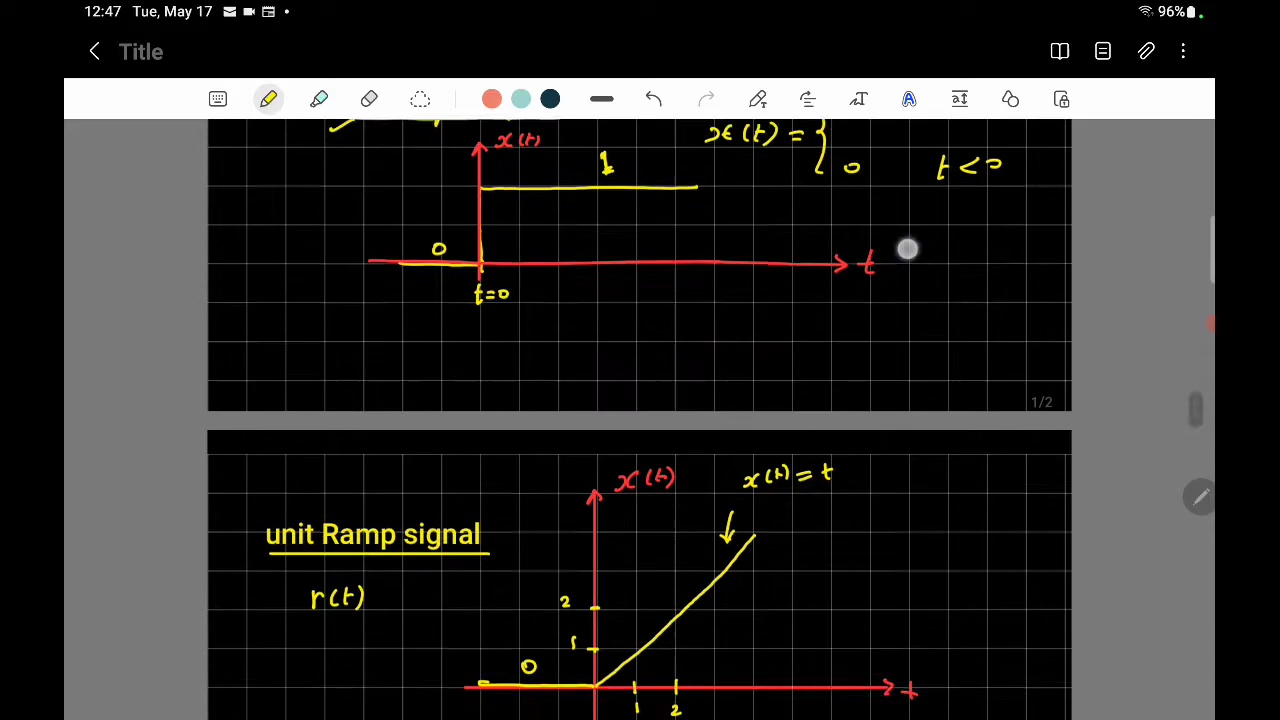 12:47 Tue, May 17
96%
Title
x(t)
1
x(t) = {
0 t < 0
0
t
t=0
1/2
x(t)
x(t) = t
unit Ramp signal
r(t)
2
1
0
t
1 2